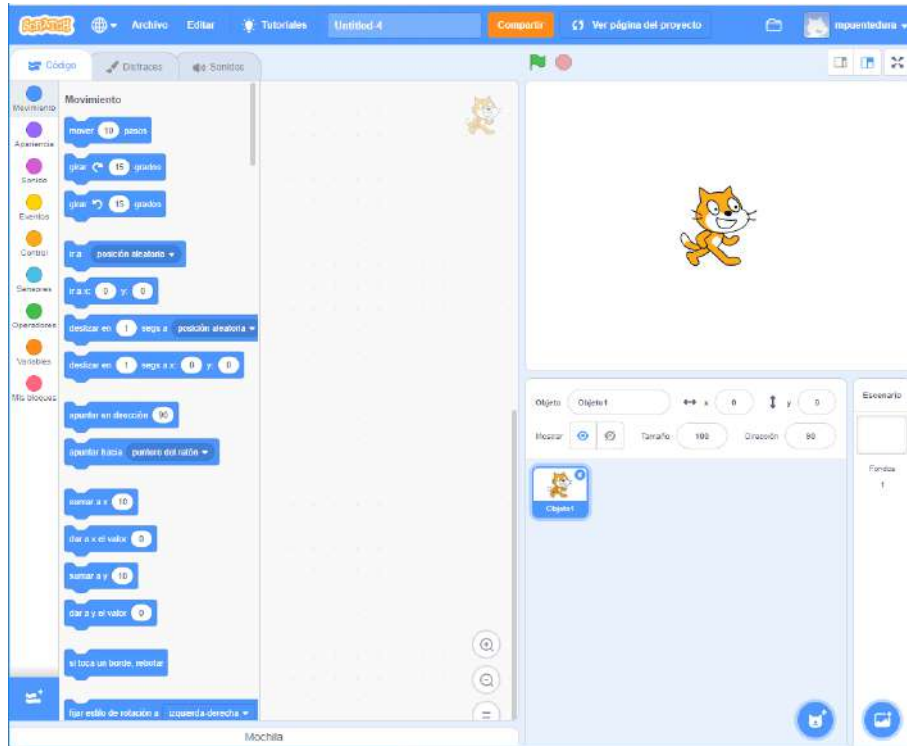 SCRATCH
Archivo Editar Tutoriales Untitled-4 Compartir Ver página del proyecto mpuentedura
Código Disfraces Sonidos
Movimiento
Apariencia
Sonido
Eventos
Control
Sensores
Operadores
Variables
Mis bloques
Movimiento
mover 10 pasos
girar 15 grados
girar 15 grados
ir a posición aleatoria
ir a x: 0 y: 0
deslizar en 1 segs a posición aleatoria
deslizar en 1 segs a x: 0 y: 0
apuntar en dirección 90
apuntar hacia puntero del ratón
sumar a x 10
dar a x el valor 0
sumar a y 10
dar a y el valor 0
si toca un borde, rebotar
fijar estilo de rotación a izquierda-derecha
Mochila
Objeto Objeto1 x 0 y 0
Mostrar Tamaño 100 Dirección 90
Objeto1
Escenario
Fondos
1